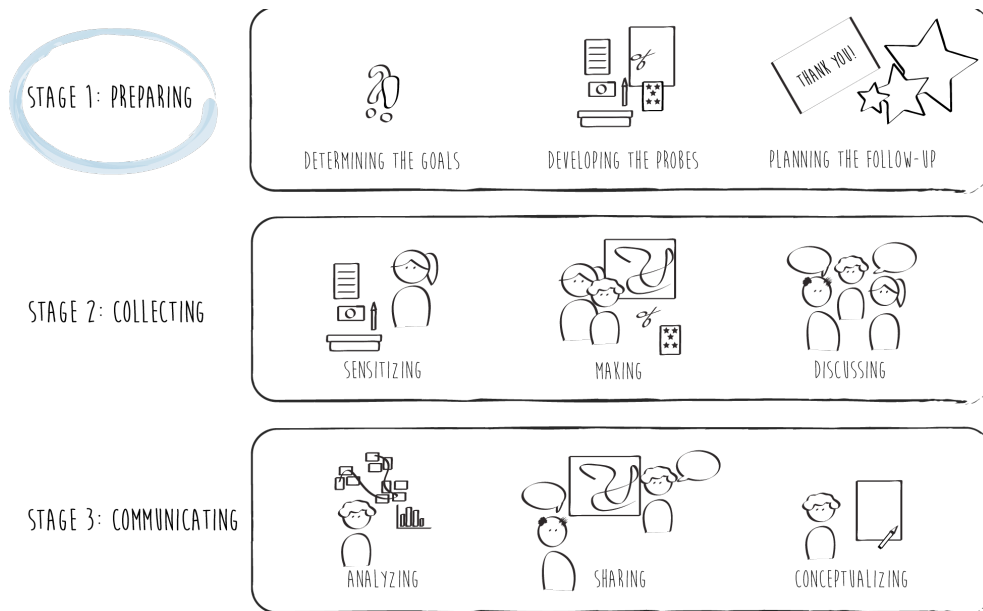 STAGE 1: PREPARING
THANK YOU!
DETERMINING THE GOALS
DEVELOPING THE PROBES
PLANNING THE FOLLOW-UP
STAGE 2: COLLECTING
SENSITIZING
MAKING
DISCUSSING
STAGE 3: COMMUNICATING
ANALYZING
SHARING
CONCEPTUALIZING